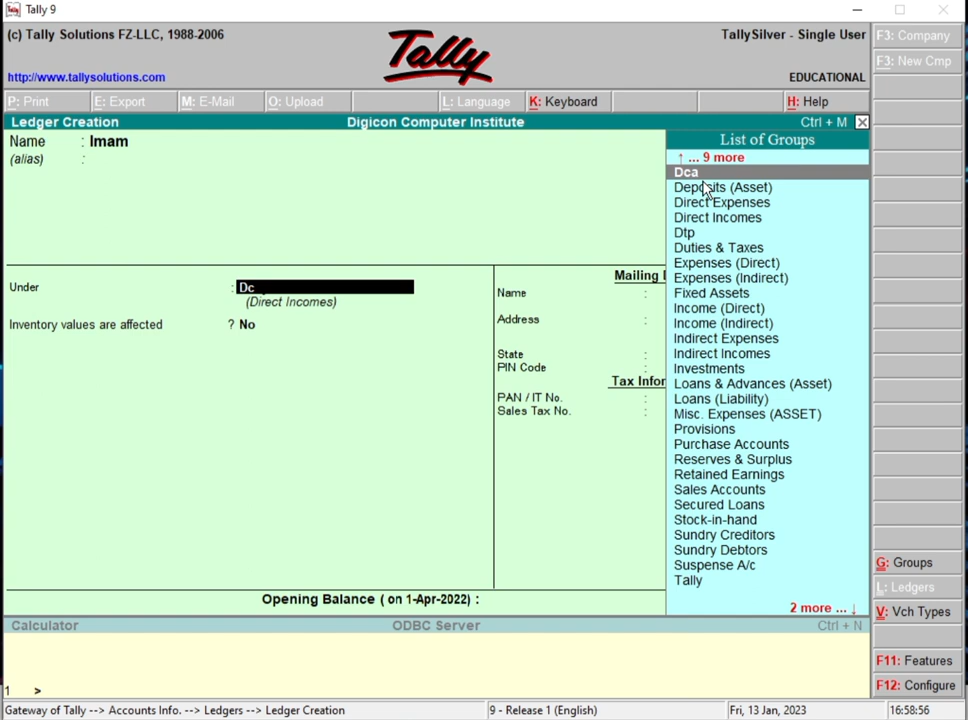 Tally 9
(c) Tally Solutions FZ-LLC, 1988-2006
Tally
TallySilver - Single User
http://www.tallysolutions.com
EDUCATIONAL
F3: Company
F3: New Cmp
P: Print
E: Export
M: E-Mail
O: Upload
L: Language
K: Keyboard
H: Help
Ledger Creation
Digicon Computer Institute
Ctrl + M
Name : Imam
(alias) :
List of Groups
↑ ... 9 more
Dca
Deposits (Asset)
Direct Expenses
Direct Incomes
Dtp
Duties & Taxes
Expenses (Direct)
Expenses (Indirect)
Fixed Assets
Income (Direct)
Income (Indirect)
Indirect Expenses
Indirect Incomes
Investments
Loans & Advances (Asset)
Loans (Liability)
Misc. Expenses (ASSET)
Provisions
Purchase Accounts
Reserves & Surplus
Retained Earnings
Sales Accounts
Secured Loans
Stock-in-hand
Sundry Creditors
Sundry Debtors
Suspense A/c
Tally
2 more ... ↓
Under : Dc
(Direct Incomes)
Inventory values are affected ? No
Mailing
Name :
Address :
State :
PIN Code :
Tax Infor
PAN / IT No. :
Sales Tax No. :
Opening Balance ( on 1-Apr-2022) :
G: Groups
L: Ledgers
V: Vch Types
F11: Features
F12: Configure
Calculator
ODBC Server
Ctrl + N
1 >
Gateway of Tally --> Accounts Info. --> Ledgers --> Ledger Creation
9 - Release 1 (English)
Fri, 13 Jan, 2023
16:58:56